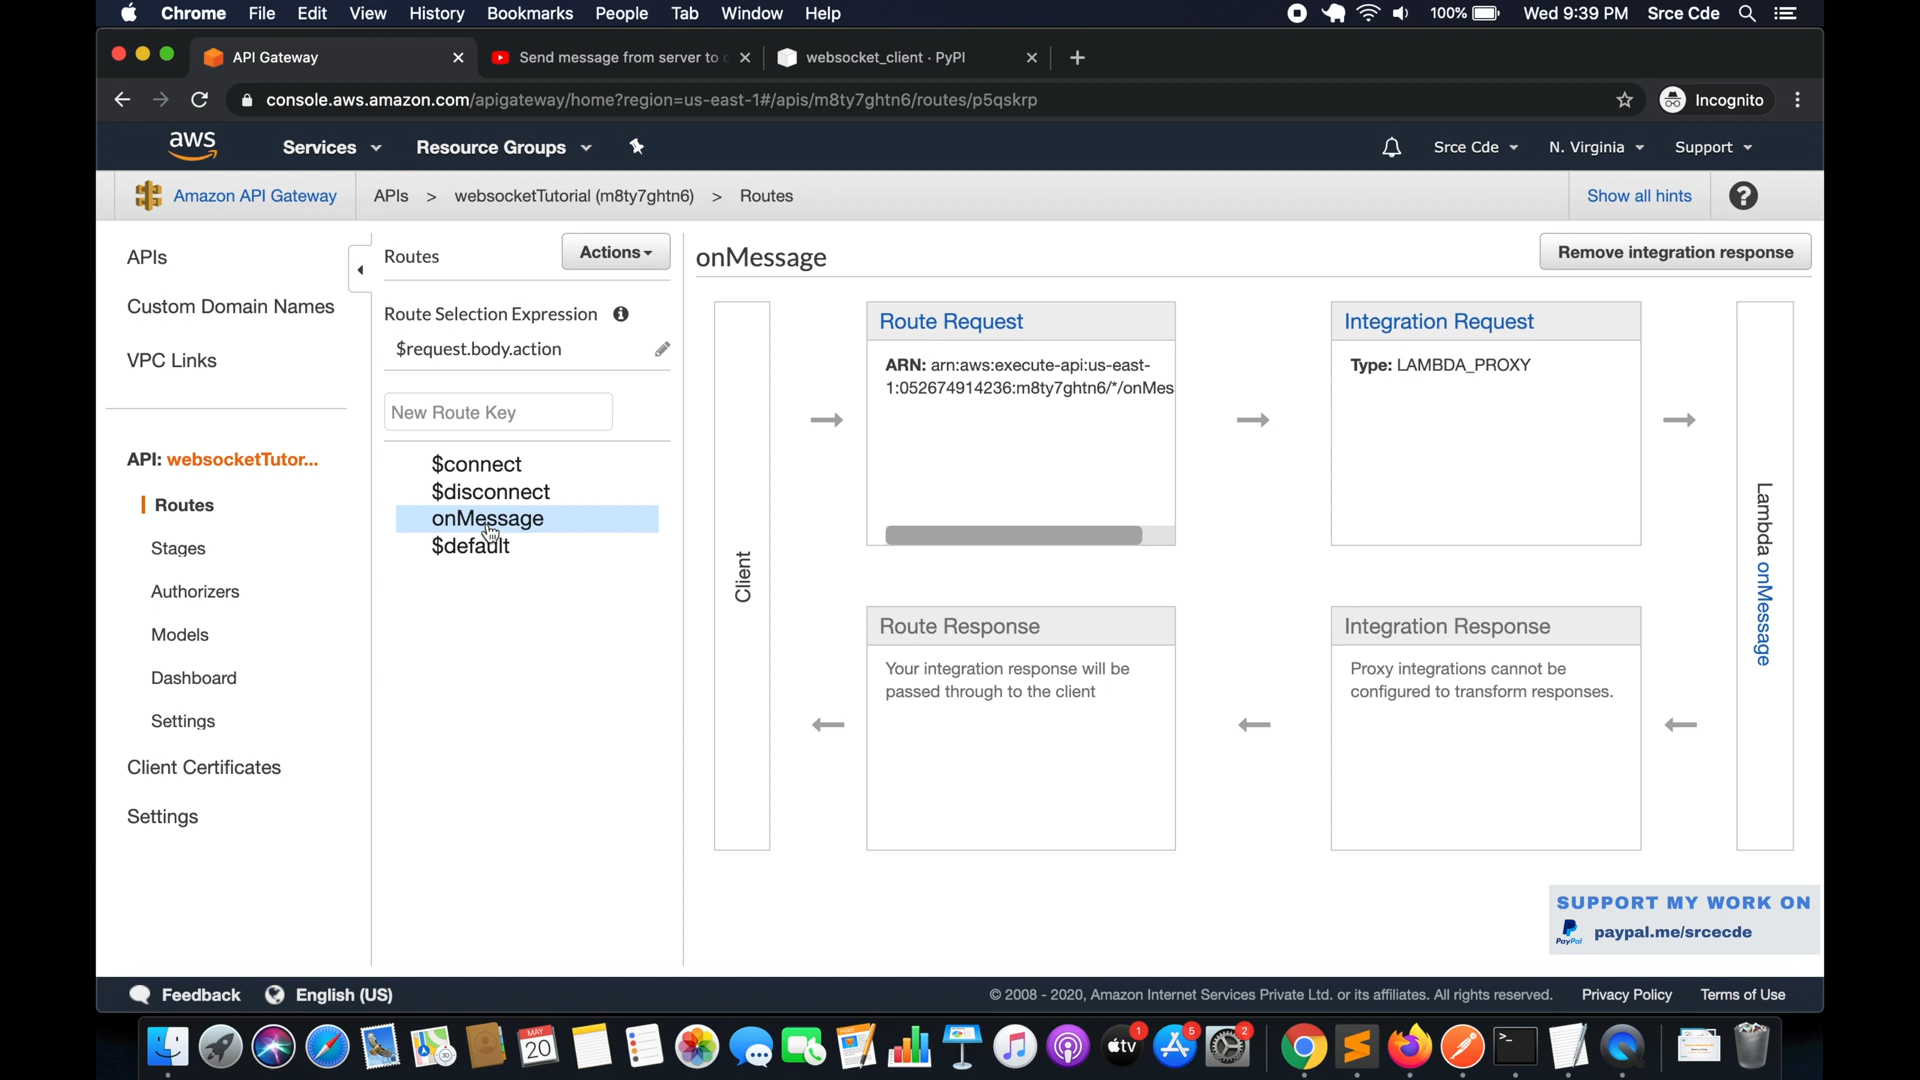 Chrome File Edit View History Bookmarks People Tab Window Help 100% Wed 9:39 PM Srce Cde
API Gateway
Send message from server to c
websocket_client · PyPI
console.aws.amazon.com/apigateway/home?region=us-east-1#/apis/m8ty7ghtn6/routes/p5qskrp
Incognito
aws Services Resource Groups Srce Cde N. Virginia Support
Amazon API Gateway APIs > websocketTutorial (m8ty7ghtn6) > Routes Show all hints ?
APIs
Custom Domain Names
VPC Links
API: websocketTutor...
Routes
Stages
Authorizers
Models
Dashboard
Settings
Client Certificates
Settings
Routes
Actions
Route Selection Expression
$request.body.action
New Route Key
$connect
$disconnect
onMessage
$default
onMessage
Remove integration response
Client
Route Request
ARN: arn:aws:execute-api:us-east-
1:052674914236:m8ty7ghtn6/*/onMes
Integration Request
Type: LAMBDA_PROXY
Lambda onMessage
Route Response
Your integration response will be
passed through to the client
Integration Response
Proxy integrations cannot be
configured to transform responses.
SUPPORT MY WORK ON
PayPal paypal.me/srcecde
Feedback English (US) © 2008 - 2020, Amazon Internet Services Private Ltd. or its affiliates. All rights reserved. Privacy Policy Terms of Use
MAY
20
tv
1
5
2